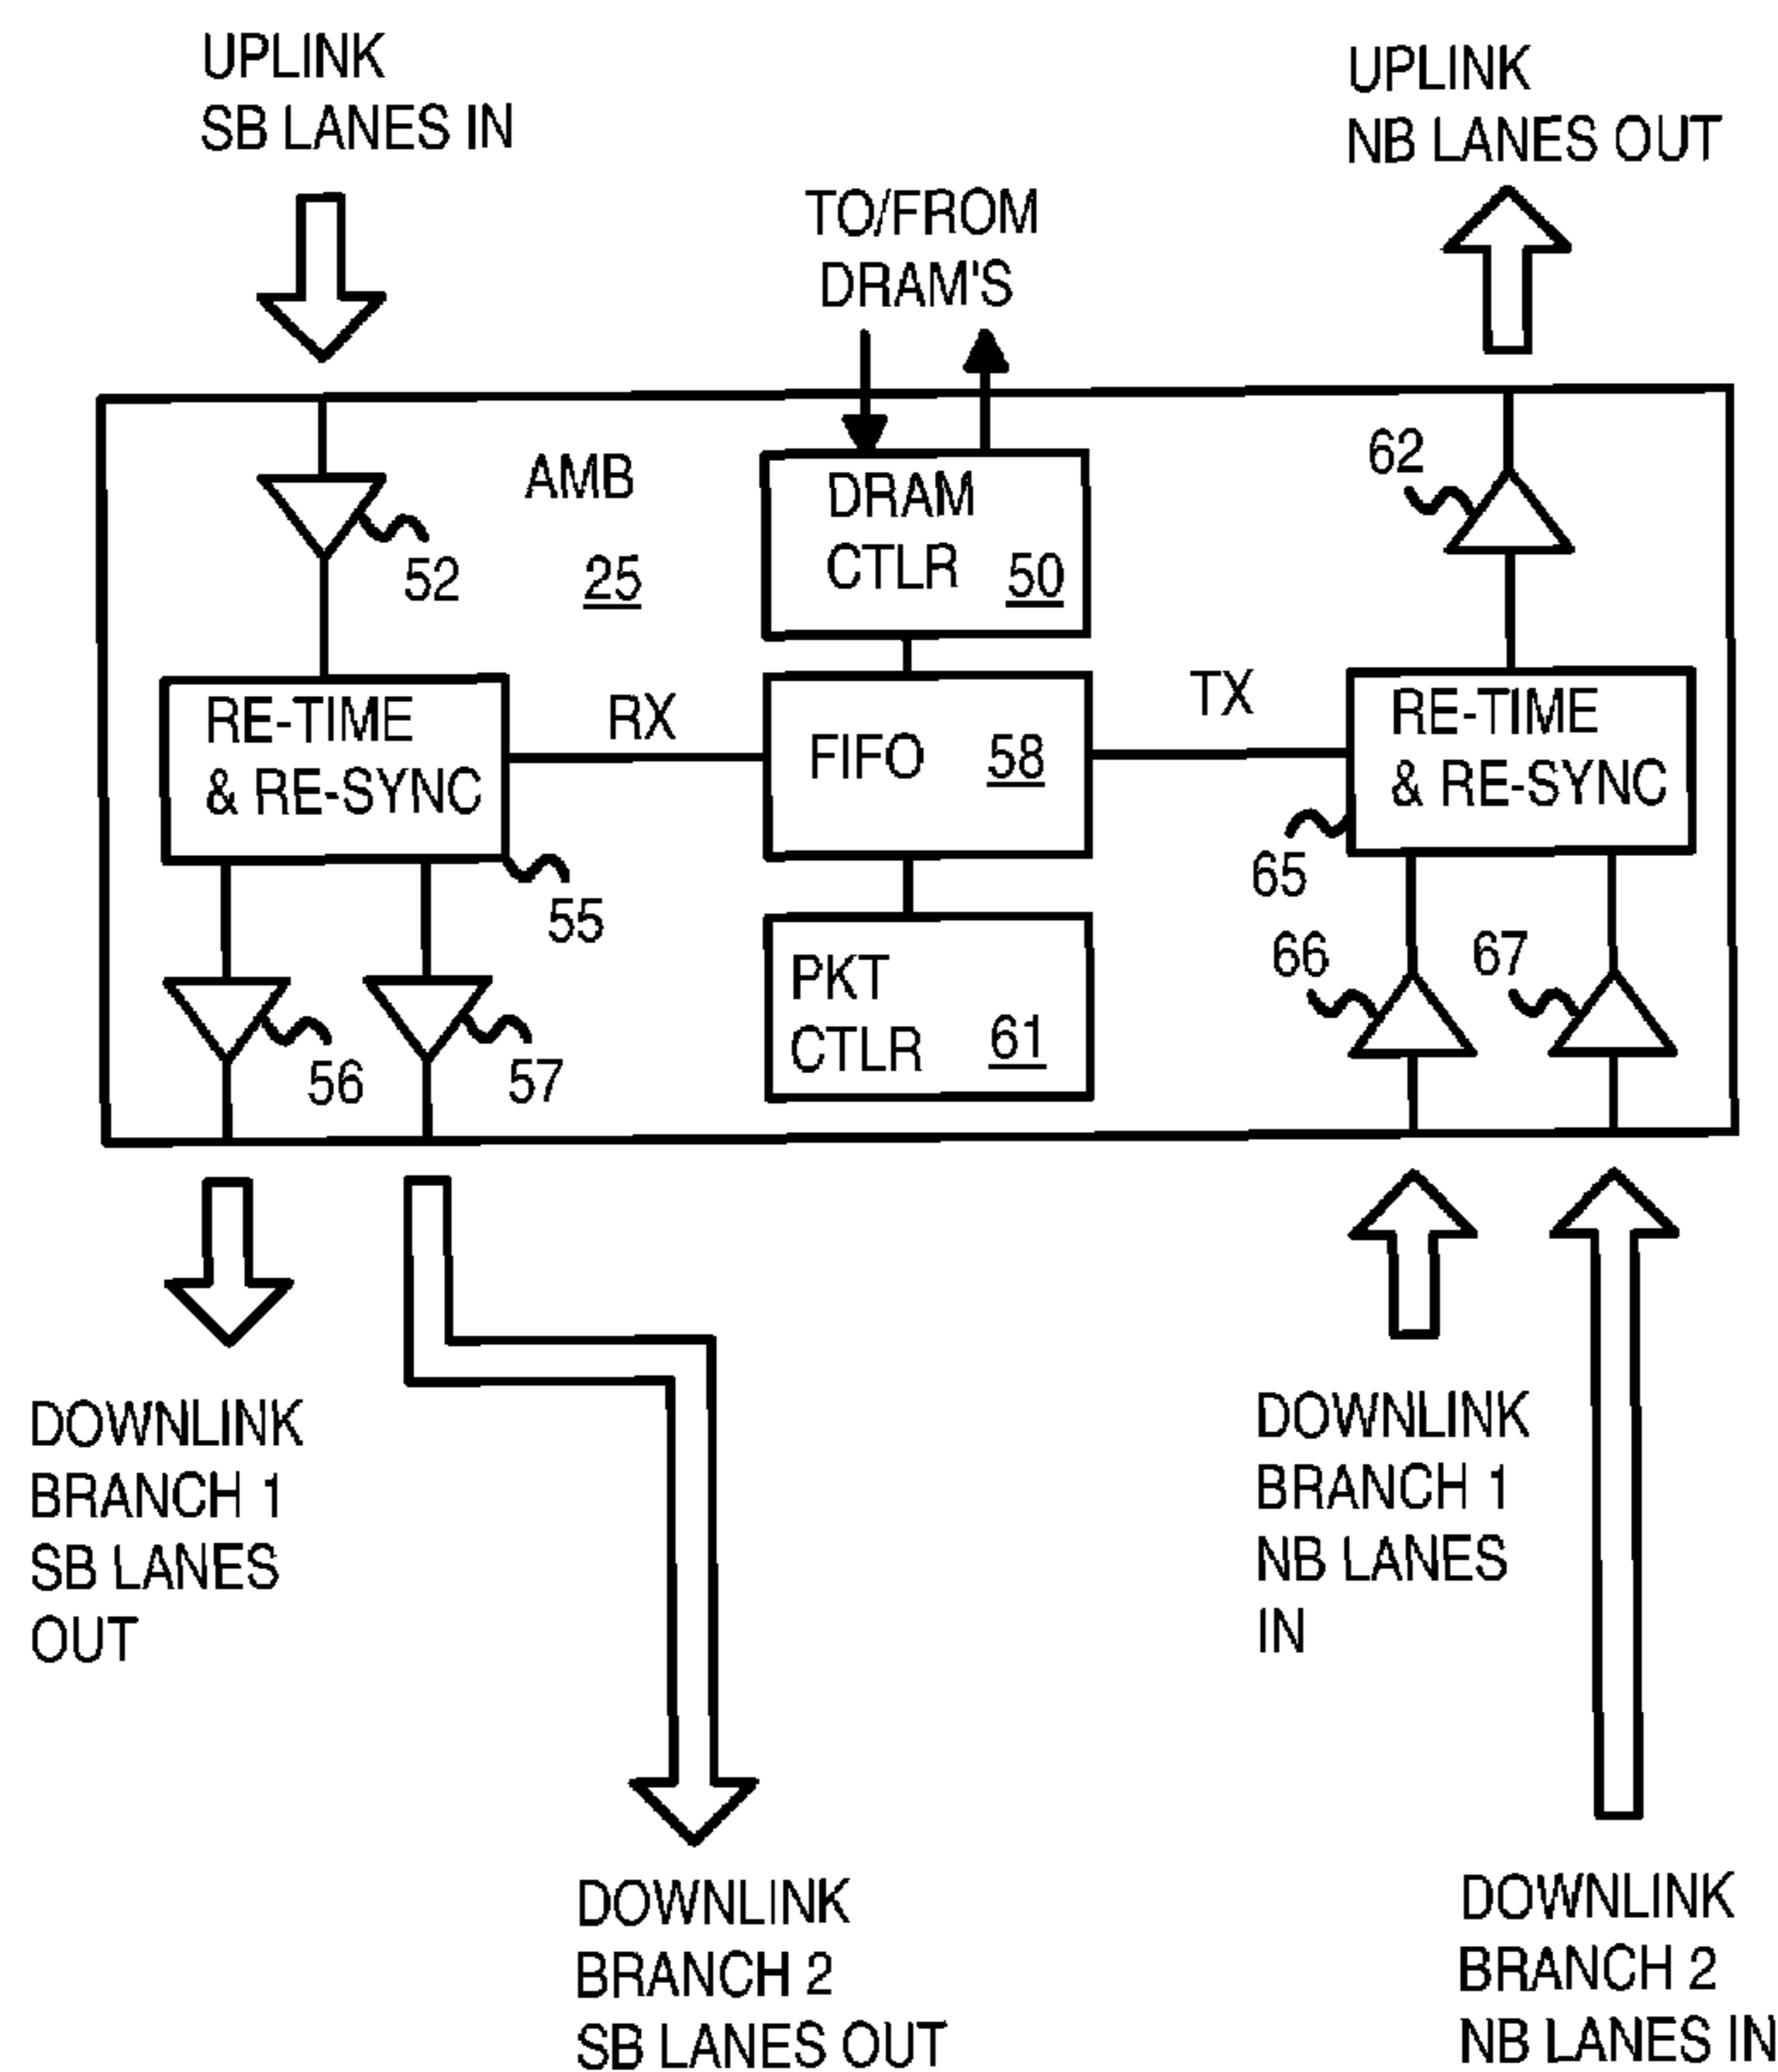 UPLINK
SB LANES IN
UPLINK
NB LANES OUT
TO/FROM
DRAM'S
AMB
25
52
DRAM
CTLR 50
62
RE-TIME
& RE-SYNC
55
RX
FIFO 58
TX
RE-TIME
& RE-SYNC
65
56
57
PKT
CTLR 61
66
67
DOWNLINK
BRANCH 1
SB LANES
OUT
DOWNLINK
BRANCH 2
SB LANES OUT
DOWNLINK
BRANCH 1
NB LANES
IN
DOWNLINK
BRANCH 2
NB LANES IN